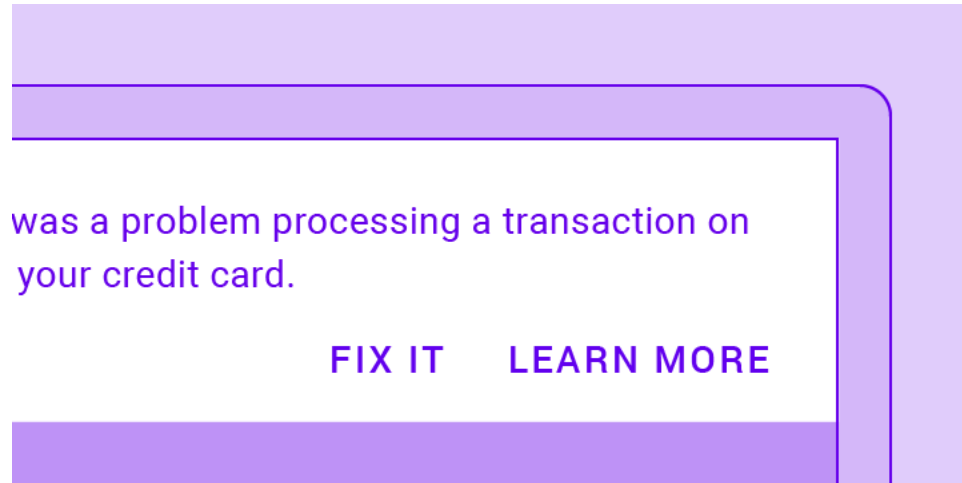 was a problem processing a transaction on
your credit card.
FIX IT LEARN MORE